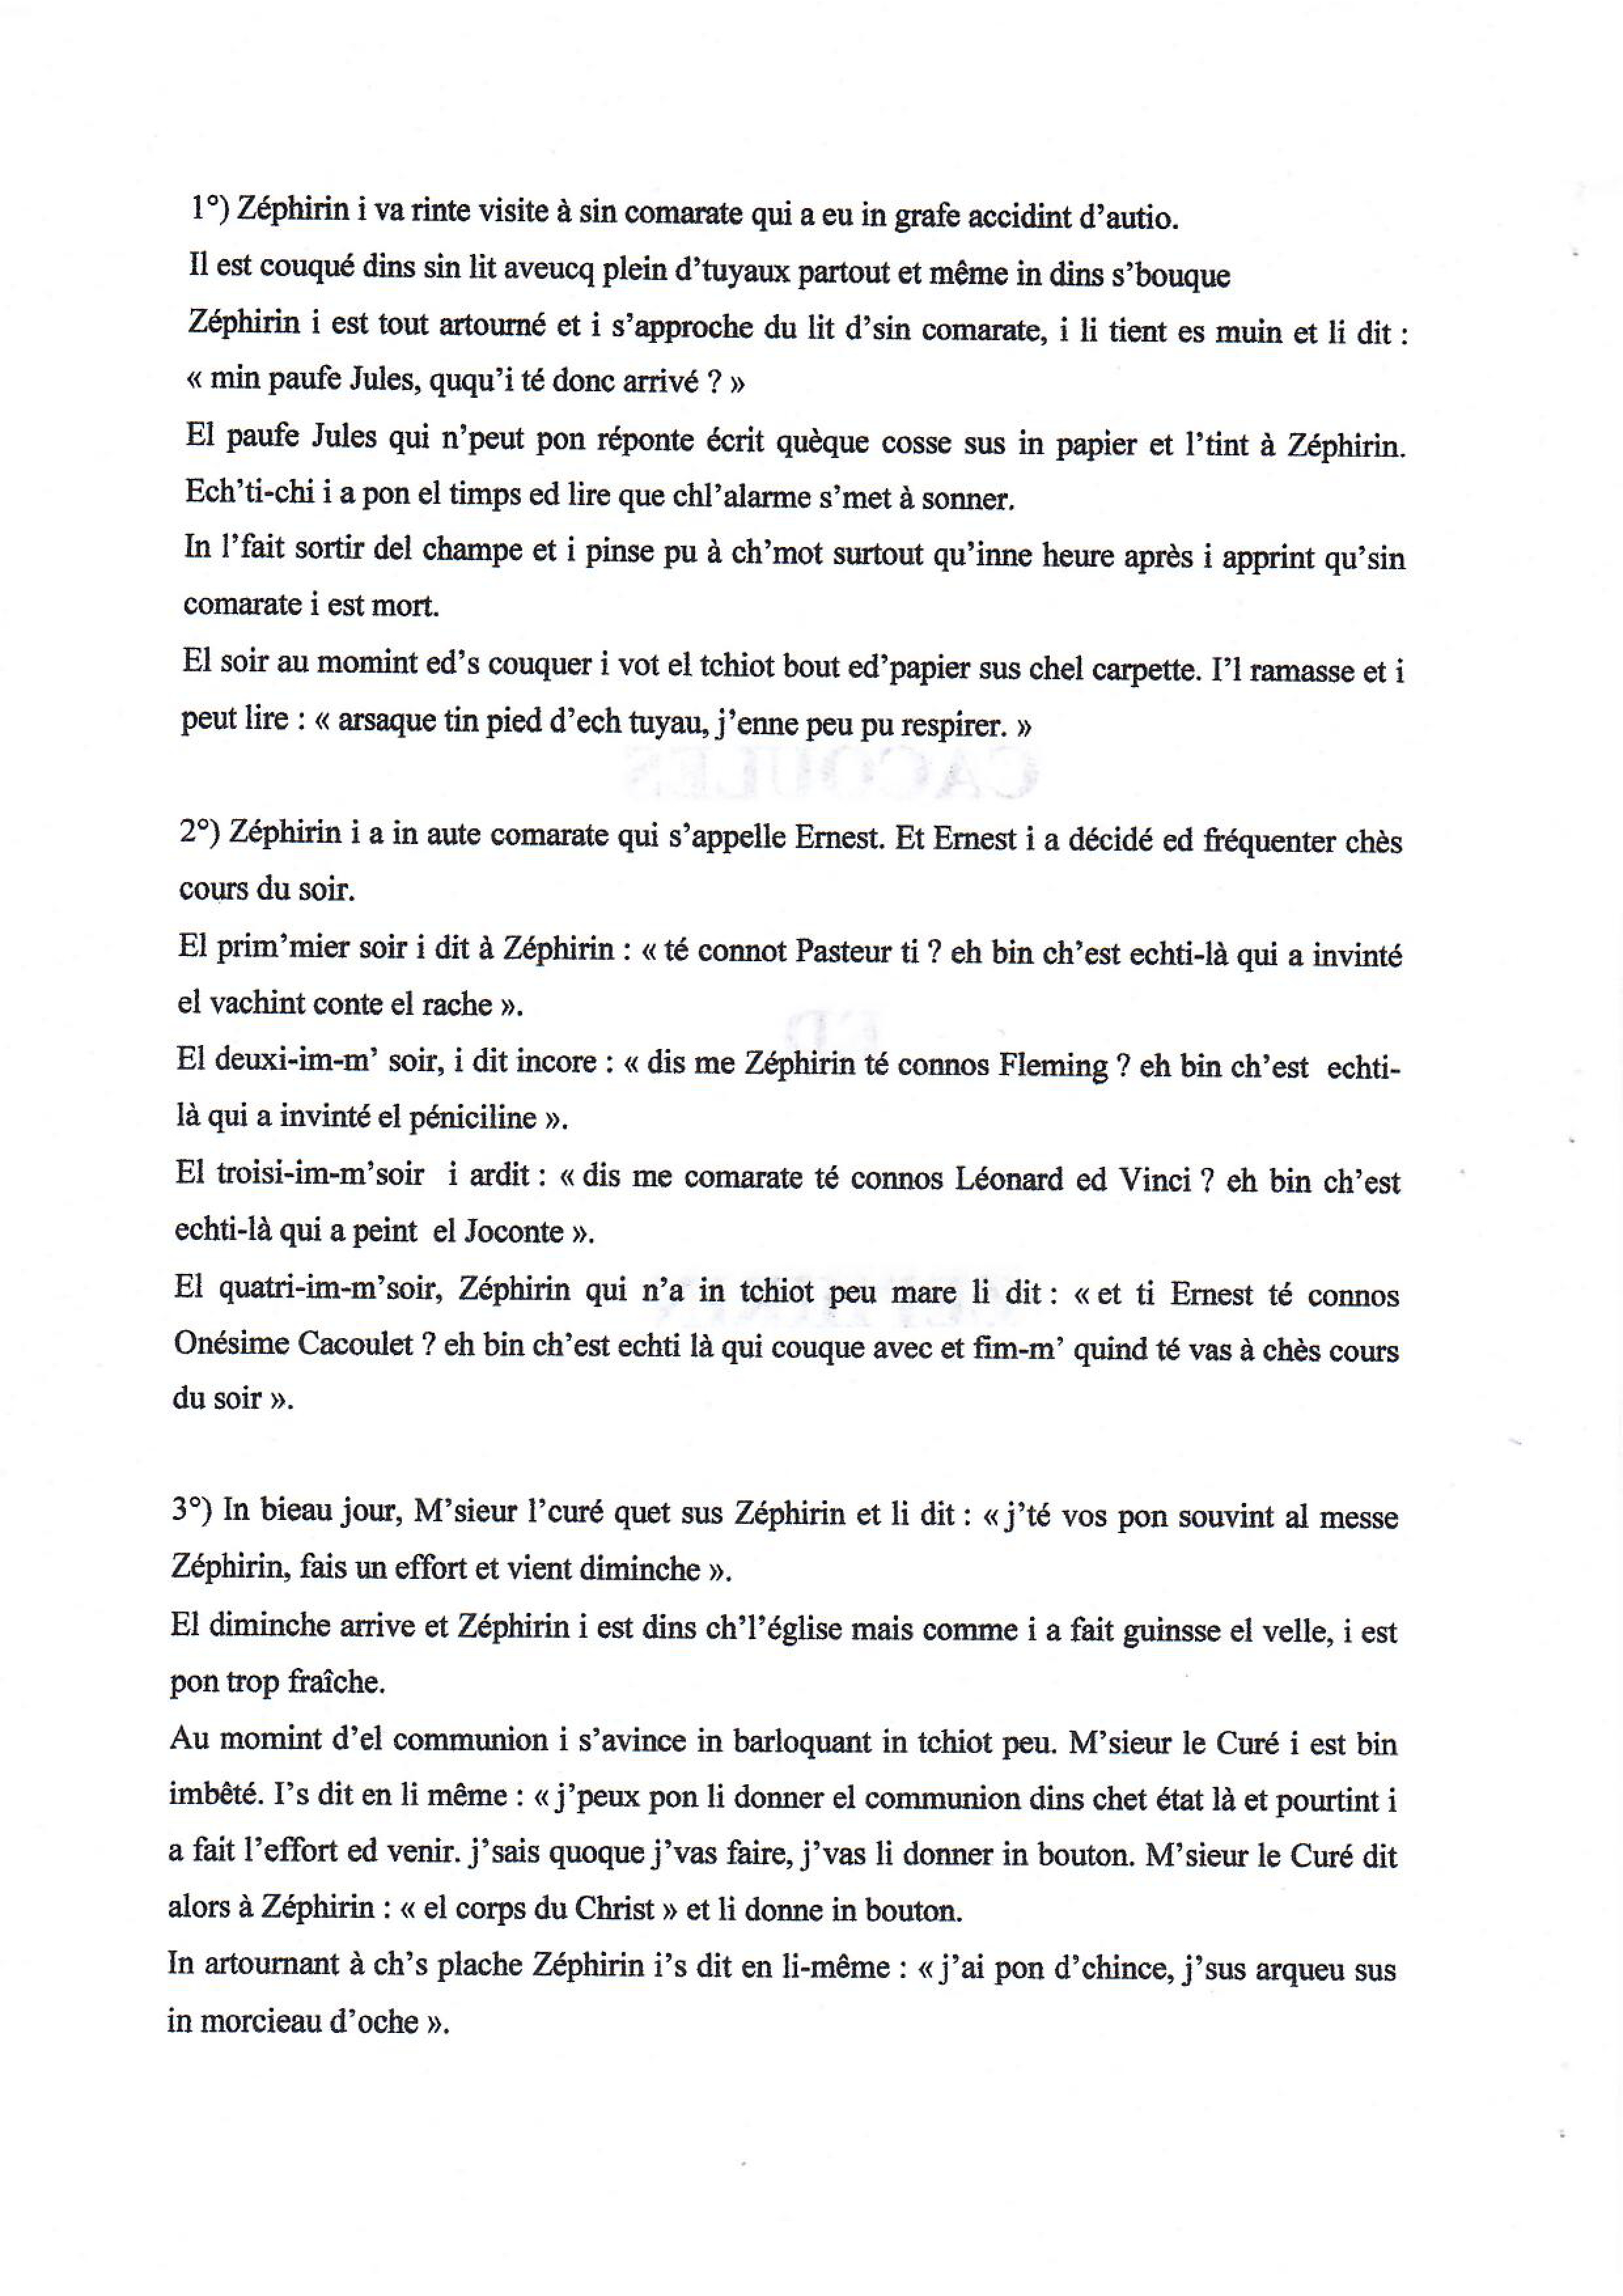 1°) Zéphirin i va rinte visite à sin comarate qui a eu in grafe accidint d’autio.
Il est couqué dins sin lit aveucq plein d’tuyaux partout et même in dins s’bouque
Zéphirin i est tout artourné et i s’approche du lit d’sin comarate, i li tient es muin et li dit :
« min paufe Jules, ququ’i té donc arrivé ? »
El paufe Jules qui n’peut pon réponte écrit quèque cosse sus in papier et l’tint à Zéphirin.
Ech’ti-chi i a pon el timps ed lire que chl’alarme s’met à sonner.
In l’fait sortir del champe et i pinse pu à ch’mot surtout qu’inne heure après i apprint qu’sin
comarate i est mort.
El soir au momint ed’s couquer i vot el tchiot bout ed’papier sus chel carpette. I’l ramasse et i
peut lire : « arsaque tin pied d’ech tuyau, j’enne peu pu respirer. »
CACOULES
2°) Zéphirin i a in aute comarate qui s’appelle Ernest. Et Ernest i a décidé ed fréquenter chès
cours du soir.
El prim’mier soir i dit à Zéphirin : « té connot Pasteur ti ? eh bin ch’est echti-là qui a invinté
el vachint conte el rache ».
ED
El deuxi-im-m’ soir, i dit incore : « dis me Zéphirin té connos Fleming ? eh bin ch’est echti-
là qui a invinté el péniciline ».
El troisi-im-m’soir i ardit : « dis me comarate té connos Léonard ed Vinci ? eh bin ch’est
echti-là qui a peint el Joconte ».
El quatri-im-m’soir, Zéphirin qui n’a in tchiot peu mare li dit : « et ti Ernest té connos
Onésime Cacoulet ? eh bin ch’est echti là qui couque avec et fim-m’ quind té vas à chès cours
du soir ».
3°) In bieau jour, M’sieur l’curé quet sus Zéphirin et li dit : « j’té vos pon souvint al messe
Zéphirin, fais un effort et vient diminche ».
El diminche arrive et Zéphirin i est dins ch’l’église mais comme i a fait guinsse el velle, i est
pon trop fraîche.
Au momint d’el communion i s’avince in barloquant in tchiot peu. M’sieur le Curé i est bin
imbêté. I’s dit en li même : « j’peux pon li donner el communion dins chet état là et pourtint i
a fait l’effort ed venir. j’sais quoque j’vas faire, j’vas li donner in bouton. M’sieur le Curé dit
alors à Zéphirin : « el corps du Christ » et li donne in bouton.
In artournant à ch’s plache Zéphirin i’s dit en li-même : « j’ai pon d’chince, j’sus arqueu sus
in morcieau d’oche ».